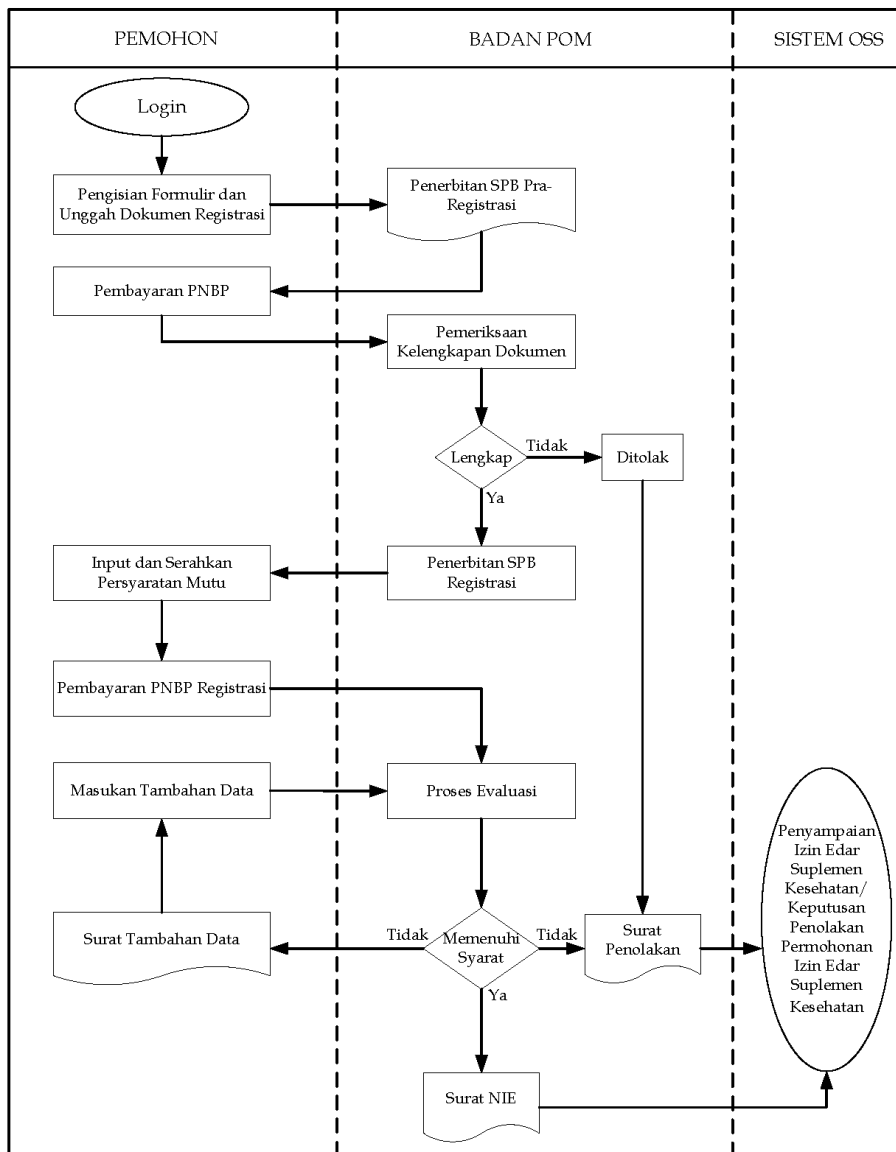 PEMOHON
BADAN POM
SISTEM OSS
Login
Pengisian Formulir dan
Unggah Dokumen Registrasi
Penerbitan SPB Pra-
Registrasi
Pembayaran PNBP
Pemeriksaan
Kelengkapan Dokumen
Lengkap
Tidak
Ditolak
Ya
Input dan Serahkan
Persyaratan Mutu
Penerbitan SPB
Registrasi
Pembayaran PNBP Registrasi
Masukan Tambahan Data
Proses Evaluasi
Surat Tambahan Data
Tidak
Memenuhi
Syarat
Tidak
Surat
Penolakan
Ya
Surat NIE
Penyampaian
Izin Edar
Suplemen
Kesehatan/
Keputusan
Penolakan
Permohonan
Izin Edar
Suplemen
Kesehatan